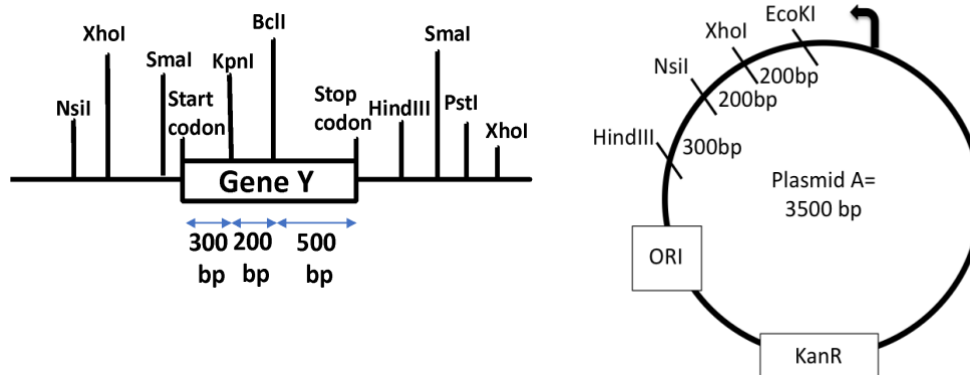 BclI
XhoI
SmaI
KpnI
SmaI
NsiI
Start
codon
Stop
codon
HindIII
PstI
XhoI
Gene Y
300
bp
200
bp
500
bp
EcoKI
XhoI
NsiI
200bp
200bp
HindIII
300bp
Plasmid A=
3500 bp
ORI
KanR